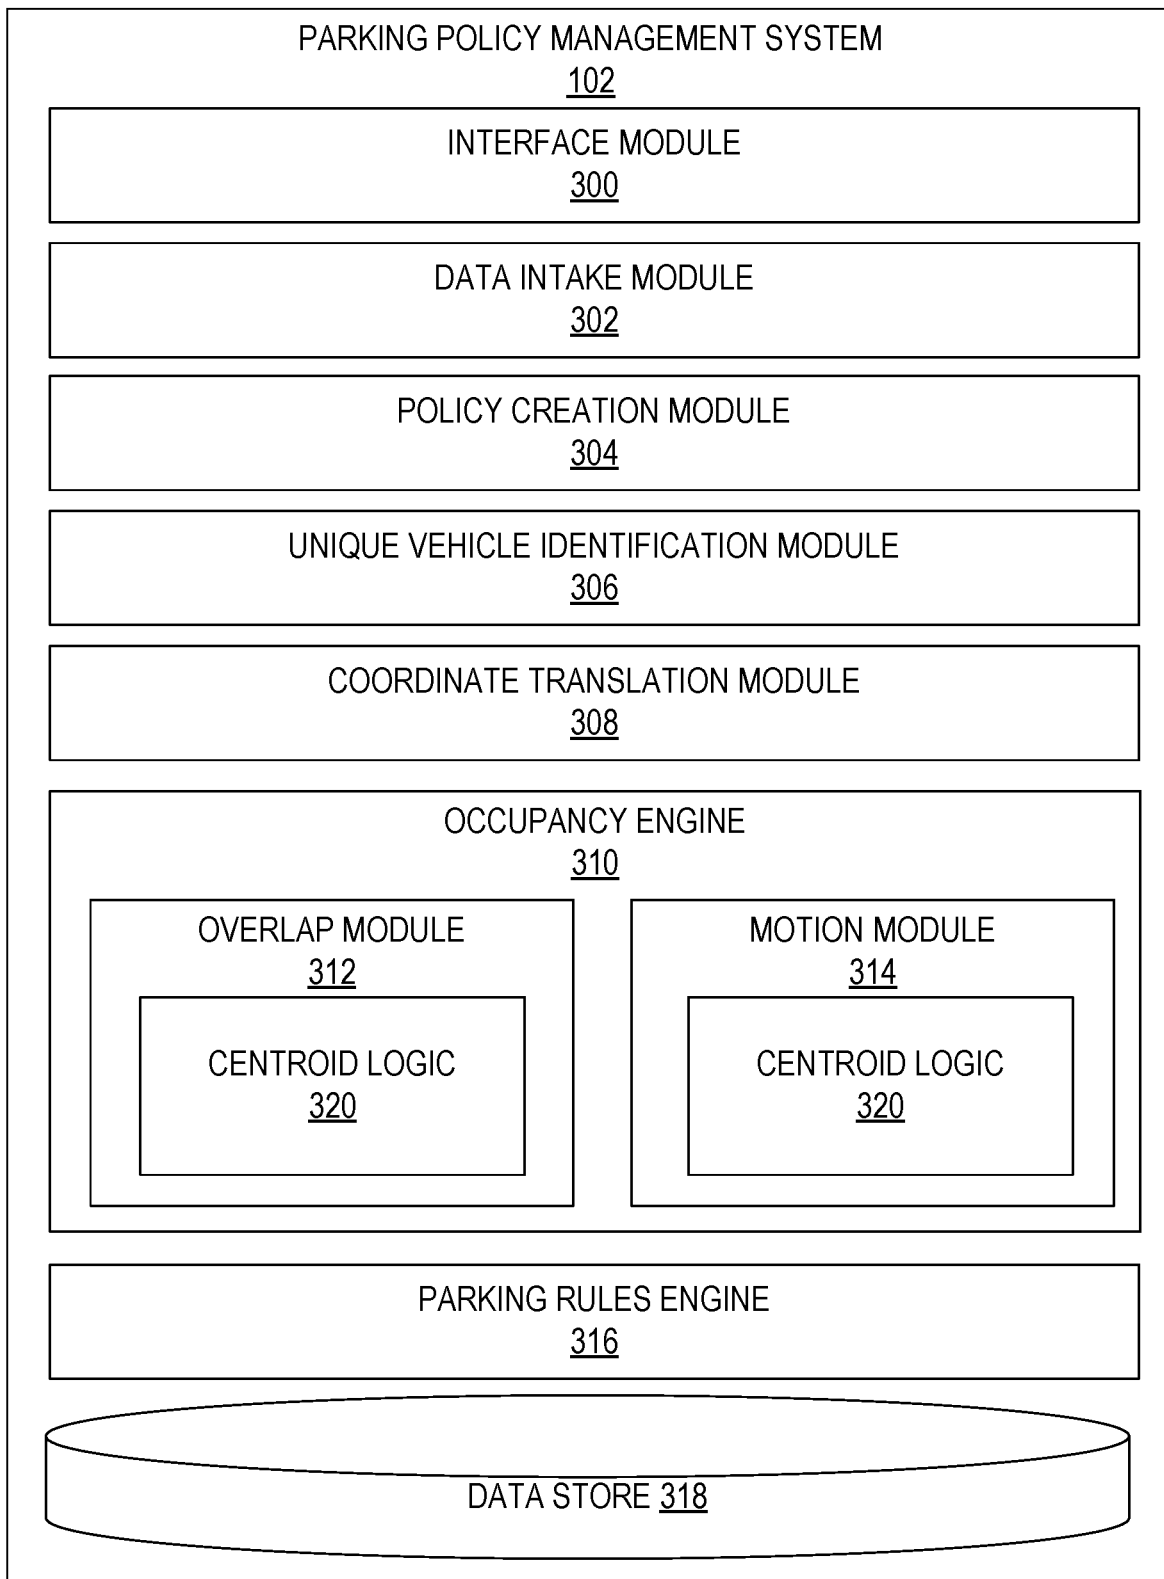 PARKING POLICY MANAGEMENT SYSTEM
102
INTERFACE MODULE
300
DATA INTAKE MODULE
302
POLICY CREATION MODULE
304
UNIQUE VEHICLE IDENTIFICATION MODULE
306
COORDINATE TRANSLATION MODULE
308
OCCUPANCY ENGINE
310
OVERLAP MODULE
312
CENTROID LOGIC
320
MOTION MODULE
314
CENTROID LOGIC
320
PARKING RULES ENGINE
316
DATA STORE 318